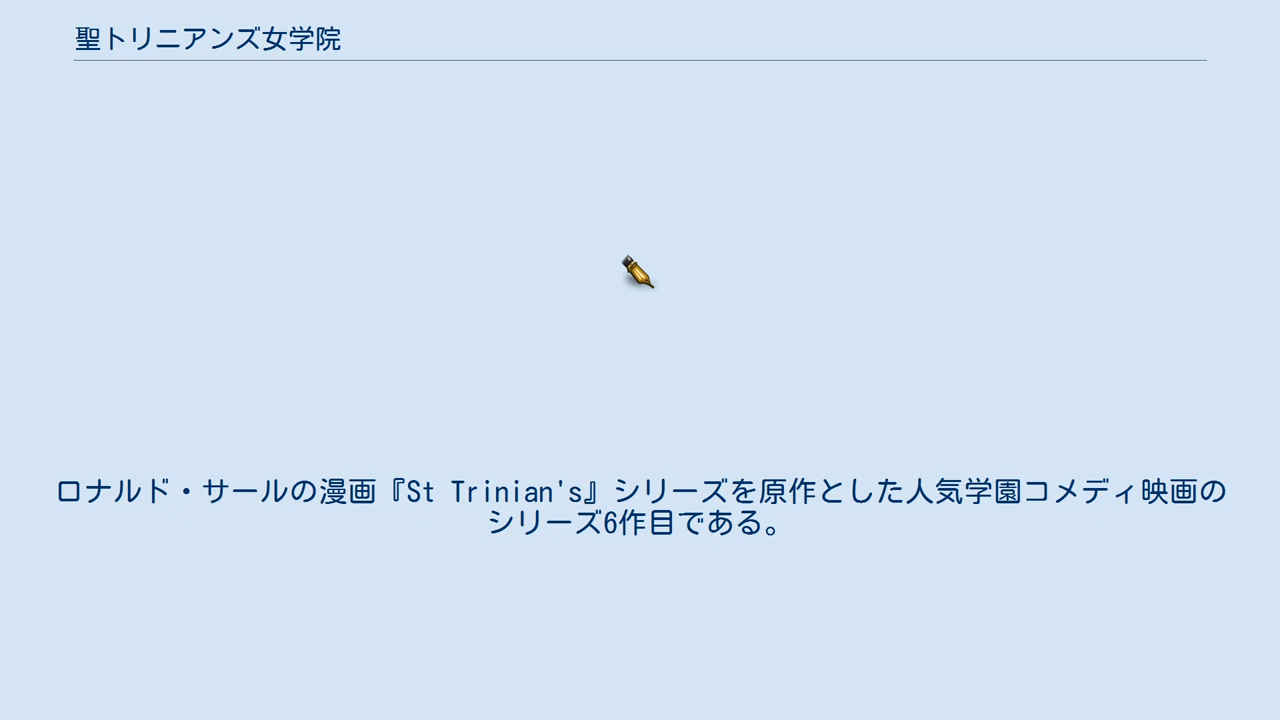 聖トリニアンズ女学院
ロナルド・サールの漫画『St Trinian's』シリーズを原作とした人気学園コメディ映画の
シリーズ6作目である。